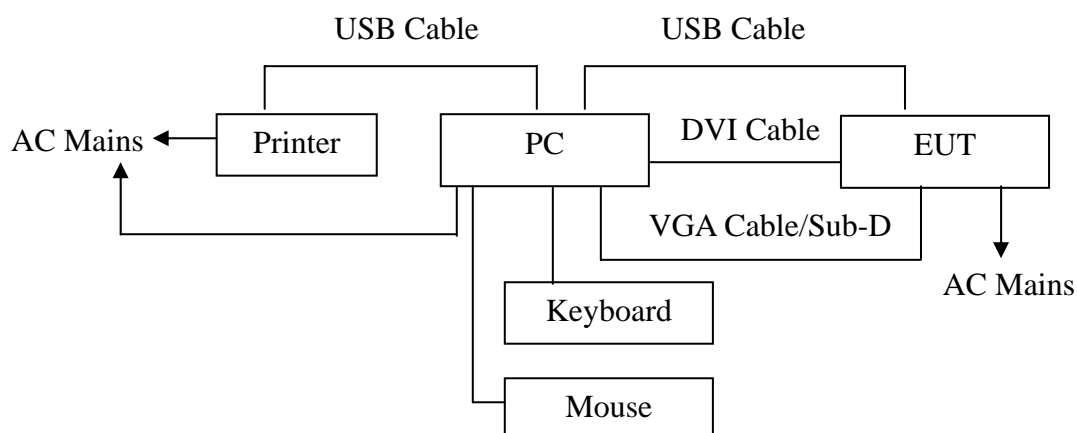 USB Cable
USB Cable
AC Mains
Printer
PC
DVI Cable
EUT
VGA Cable/Sub-D
AC Mains
Keyboard
Mouse